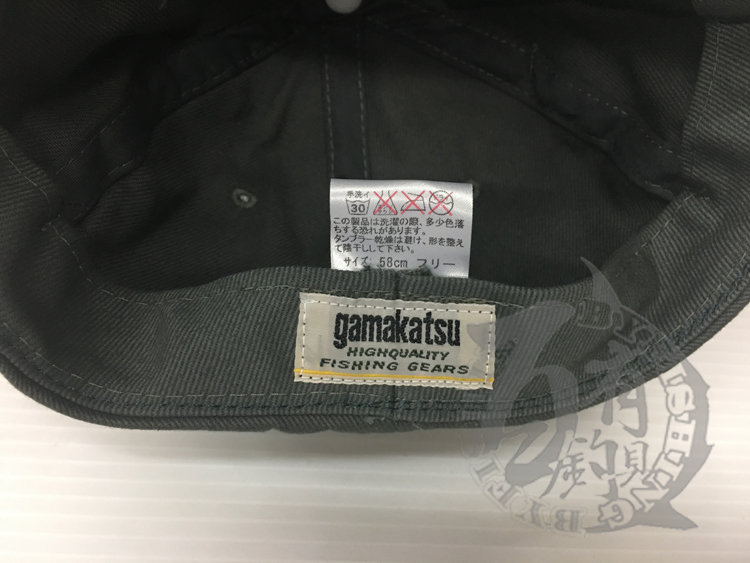 手洗イ
30
この製品は洗濯の際、多少色落
ちする恐れがあります。
タンブラー乾燥は避け、形を整え
て陰干しして下さい。
サイズ: 58cm フリー
gamakatsu
HIGHQUALITY
FISHING GEARS